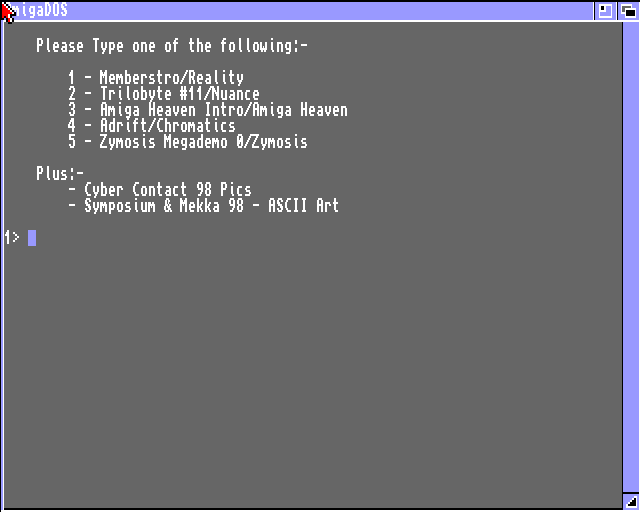 AmigaDOS
Please Type one of the following:-
1 - Memberstro/Reality
2 - Trilobyte #11/Nuance
3 - Amiga Heaven Intro/Amiga Heaven
4 - Adrift/Chromatics
5 - Zymosis Megademo 0/Zymosis
Plus:-
- Cyber Contact 98 Pics
- Symposium & Mekka 98 - ASCII Art
1>